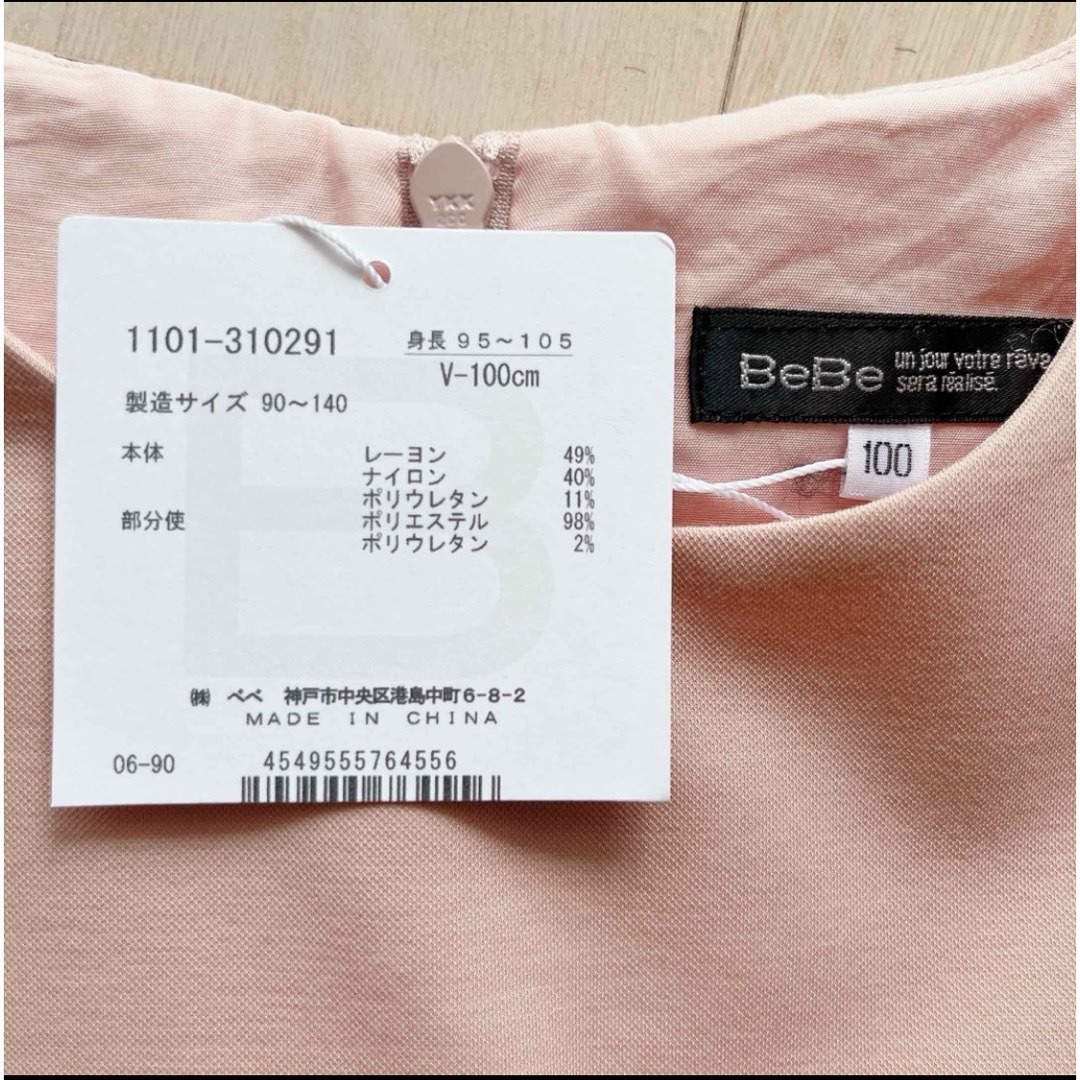 YKK
1101-310291
身長 95～105
V-100cm
製造サイズ 90～140
本体 レーヨン 49%
ナイロン 40%
ポリウレタン 11%
部分使 ポリエステル 98%
ポリウレタン 2%
㈱ べべ 神戸市中央区港島中町6-8-2
MADE IN CHINA
06-90
4549555764556
BeBe un jour votre rêve
sera réalisé.
100